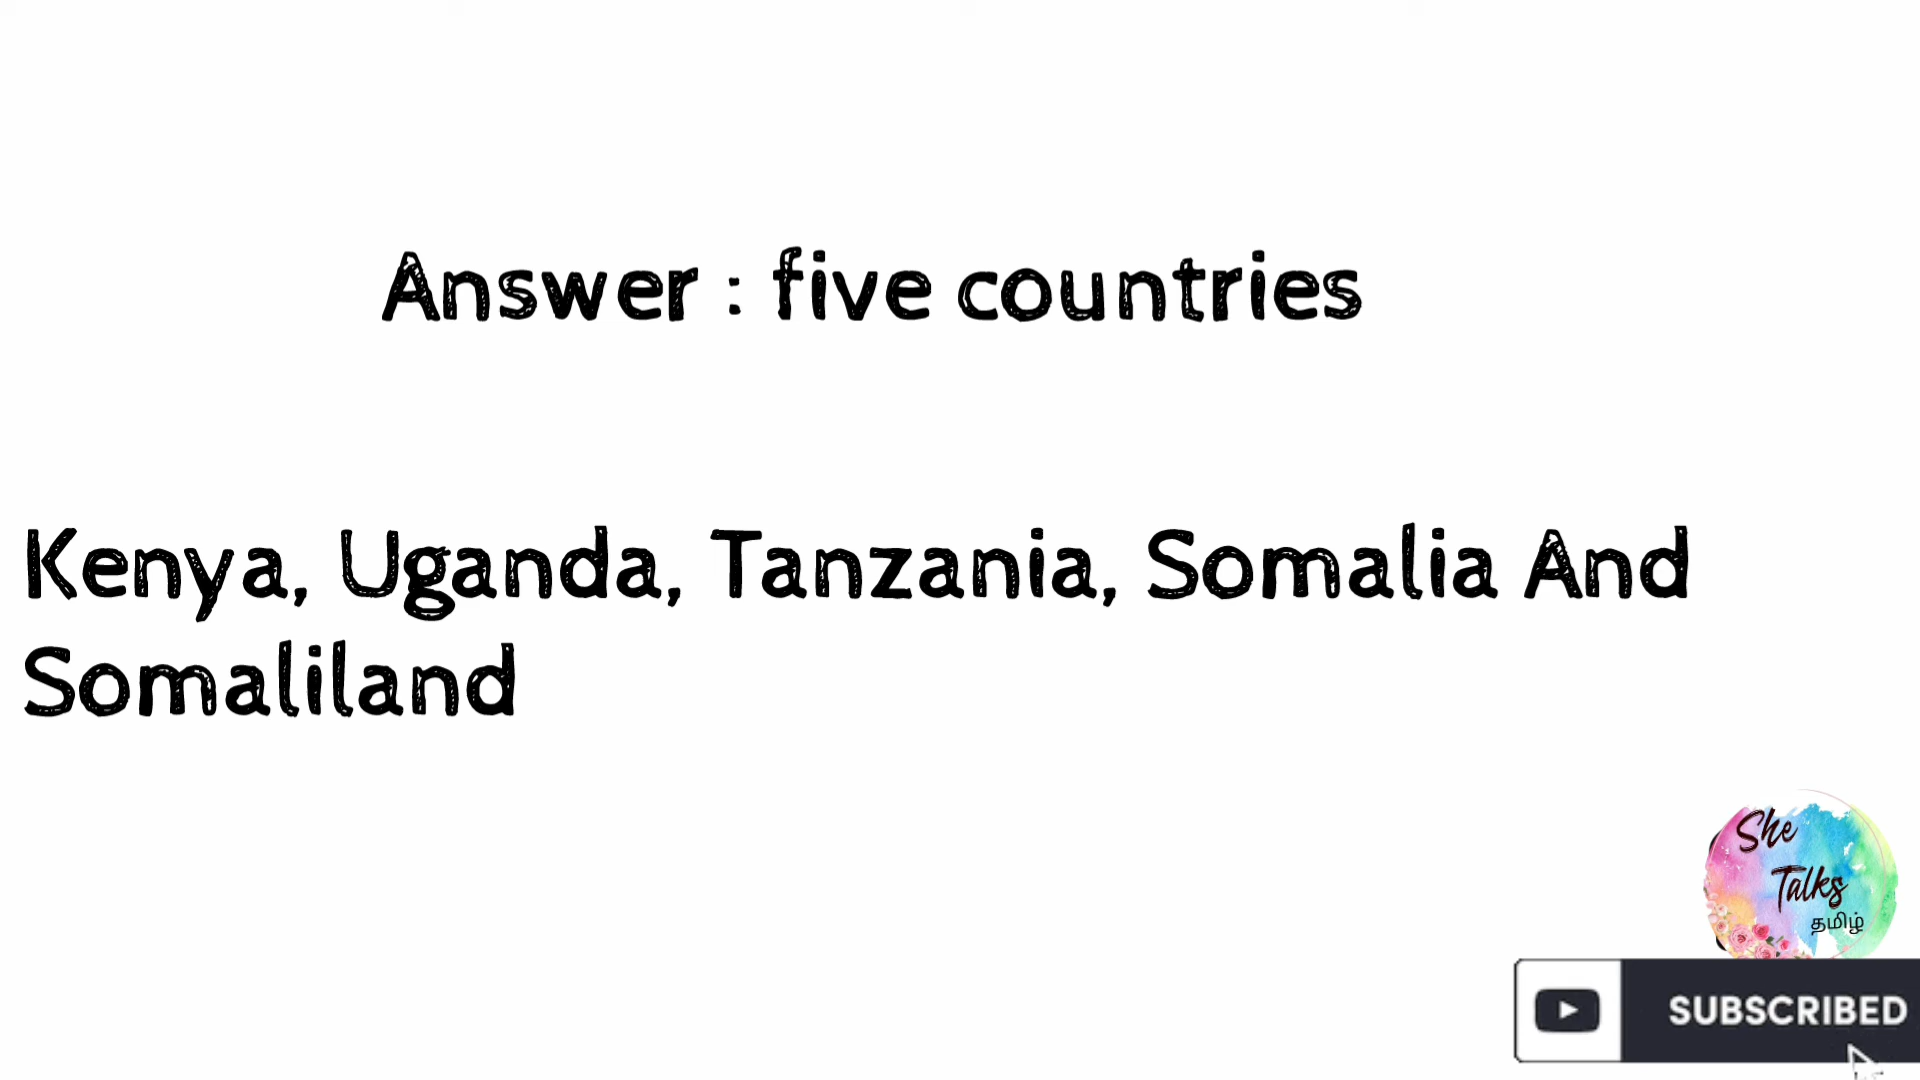 Answer : five countries
Kenya, Uganda, Tanzania, Somalia And
Somaliland
She
Talks
தமிழ்
SUBSCRIBED